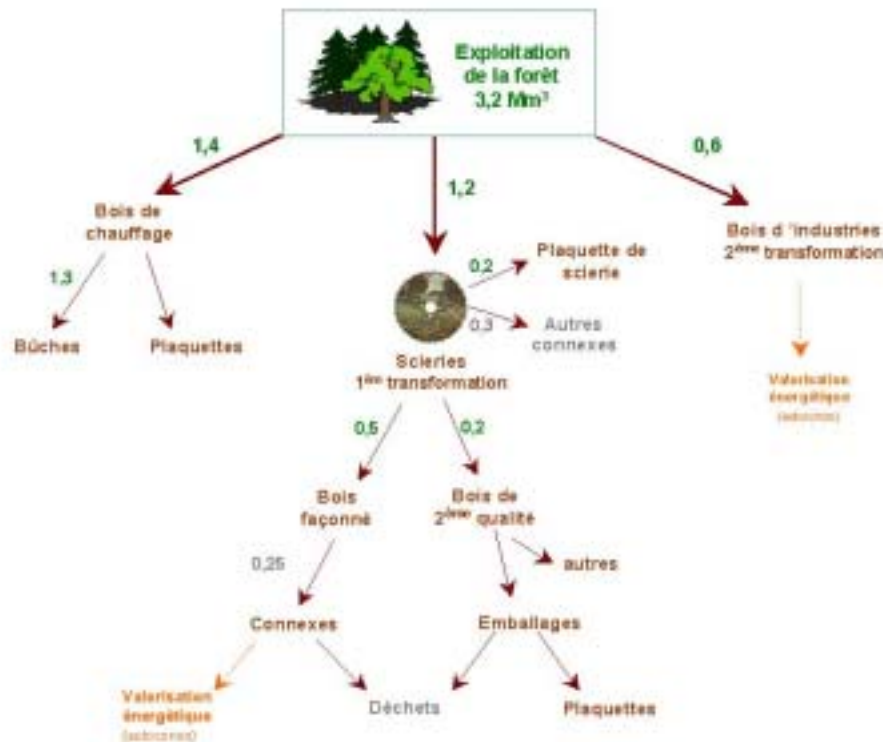 Exploitation
de la forêt
3,2 Mm³
1,4
1,2
0,6
Bois de
chauffage
Bois d 'industries
2ème transformation
1,3
0,2
Plaquette de
scierie
0,3
Autres
connexes
Bûches
Plaquettes
Scieries
1ère transformation
Valorisation
énergétique
0,5
0,2
Bois
façonné
Bois de
2ème qualité
0,25
autres
Connexes
Emballages
Valorisation
énergétique
Déchets
Plaquettes